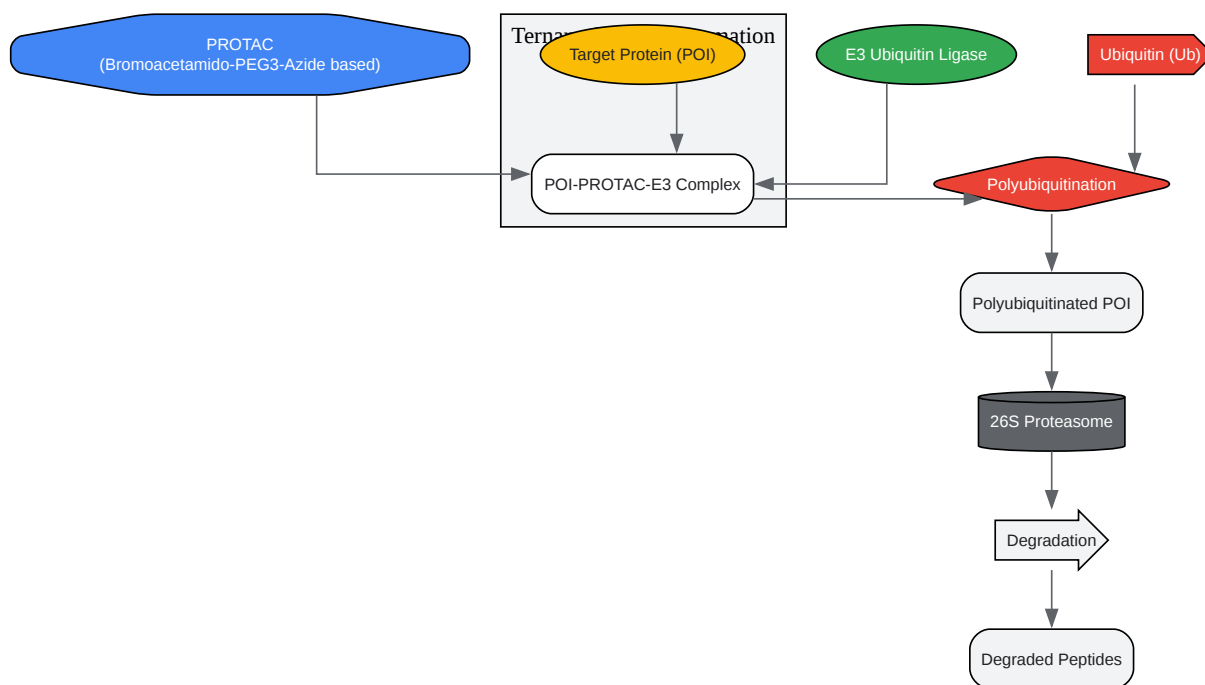 PROTAC
(Bromoacetamido-PEG3-Azide based)
Target Protein (POI)
E3 Ubiquitin Ligase
Ubiquitin (Ub)
POI-PROTAC-E3 Complex
Polyubiquitination
Polyubiquitinated POI
26S Proteasome
Degradation
Degraded Peptides